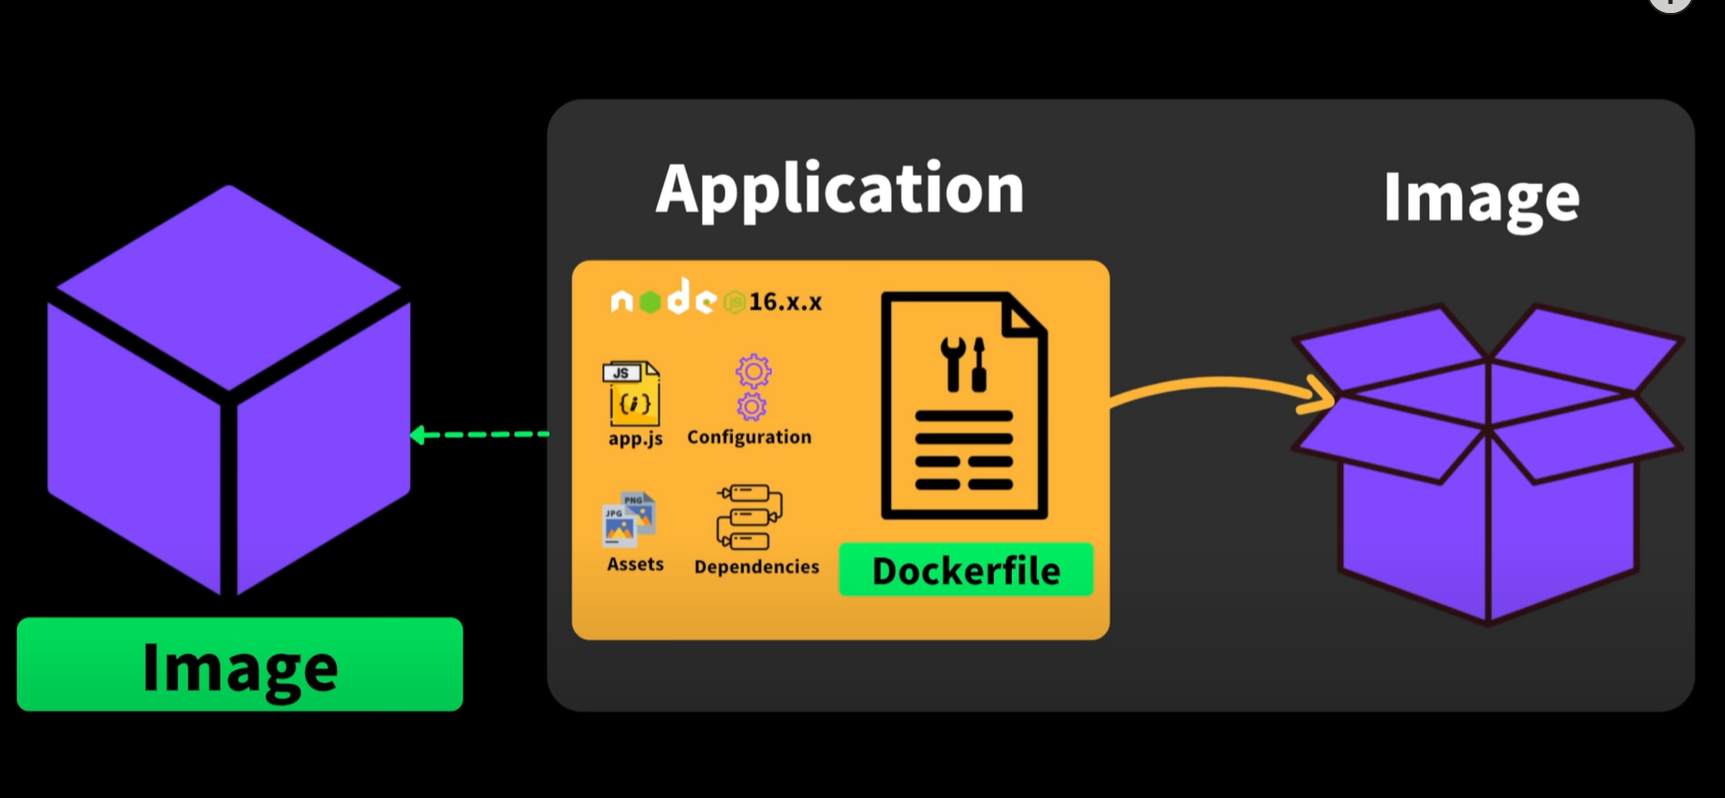 Application
Image
node JS 16.x.x
JS
{i}
app.js
Configuration
PNG
JPG
Assets
Dependencies
Dockerfile
Image